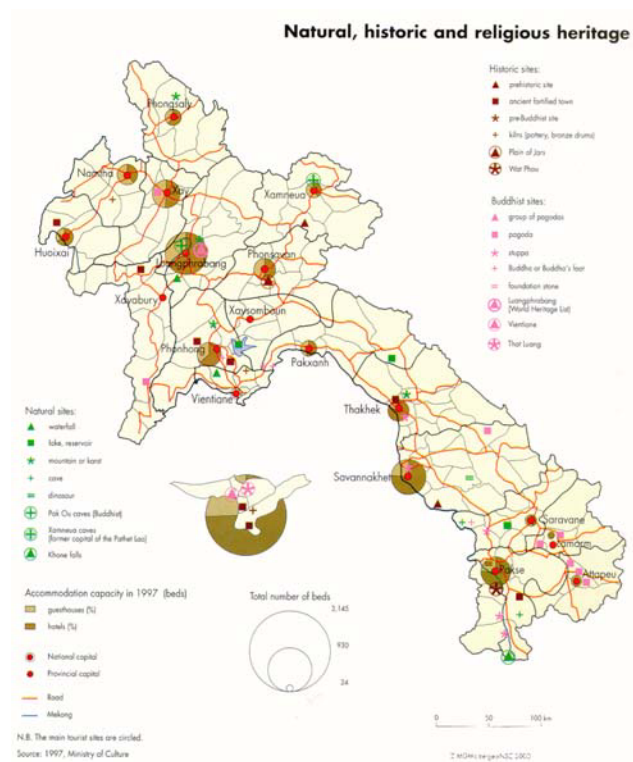 Natural, historic and religious heritage
Historic sites:
prehistoric site
ancient fortified town
pre-Buddhist site
kilns (pottery, bronze drums)
Plain of Jars
Wat Phou
Buddhist sites:
group of pagodas
pagoda
stuppa
Buddha or Buddha's foot
foundation stone
Luangphrabang
(World Heritage List)
Vientiane
That Luang
Phongsaly
Namtha
Xay
Xamneua
Huoixai
Luangphrabang
Phonsavan
Xayabury
Xaysomboun
Phonhong
Pakxanh
Vientiane
Thakhek
Savannakhet
Saravane
Lamarm
Pakse
Attapeu
Natural sites:
waterfall
lake, reservoir
mountain or karst
cave
dinosaur
Pak Ou caves (Buddhist)
Xamneua caves
(former capital of the Pathet Lao)
Khone falls
Accommodation capacity in 1997 (beds)
guesthouses (%)
hotels (%)
National capital
Provincial capital
Road
Mekong
Total number of beds
3,145
930
24
0 50 100 km
N.B. The main tourist sites are circled.
Source: 1997, Ministry of Culture